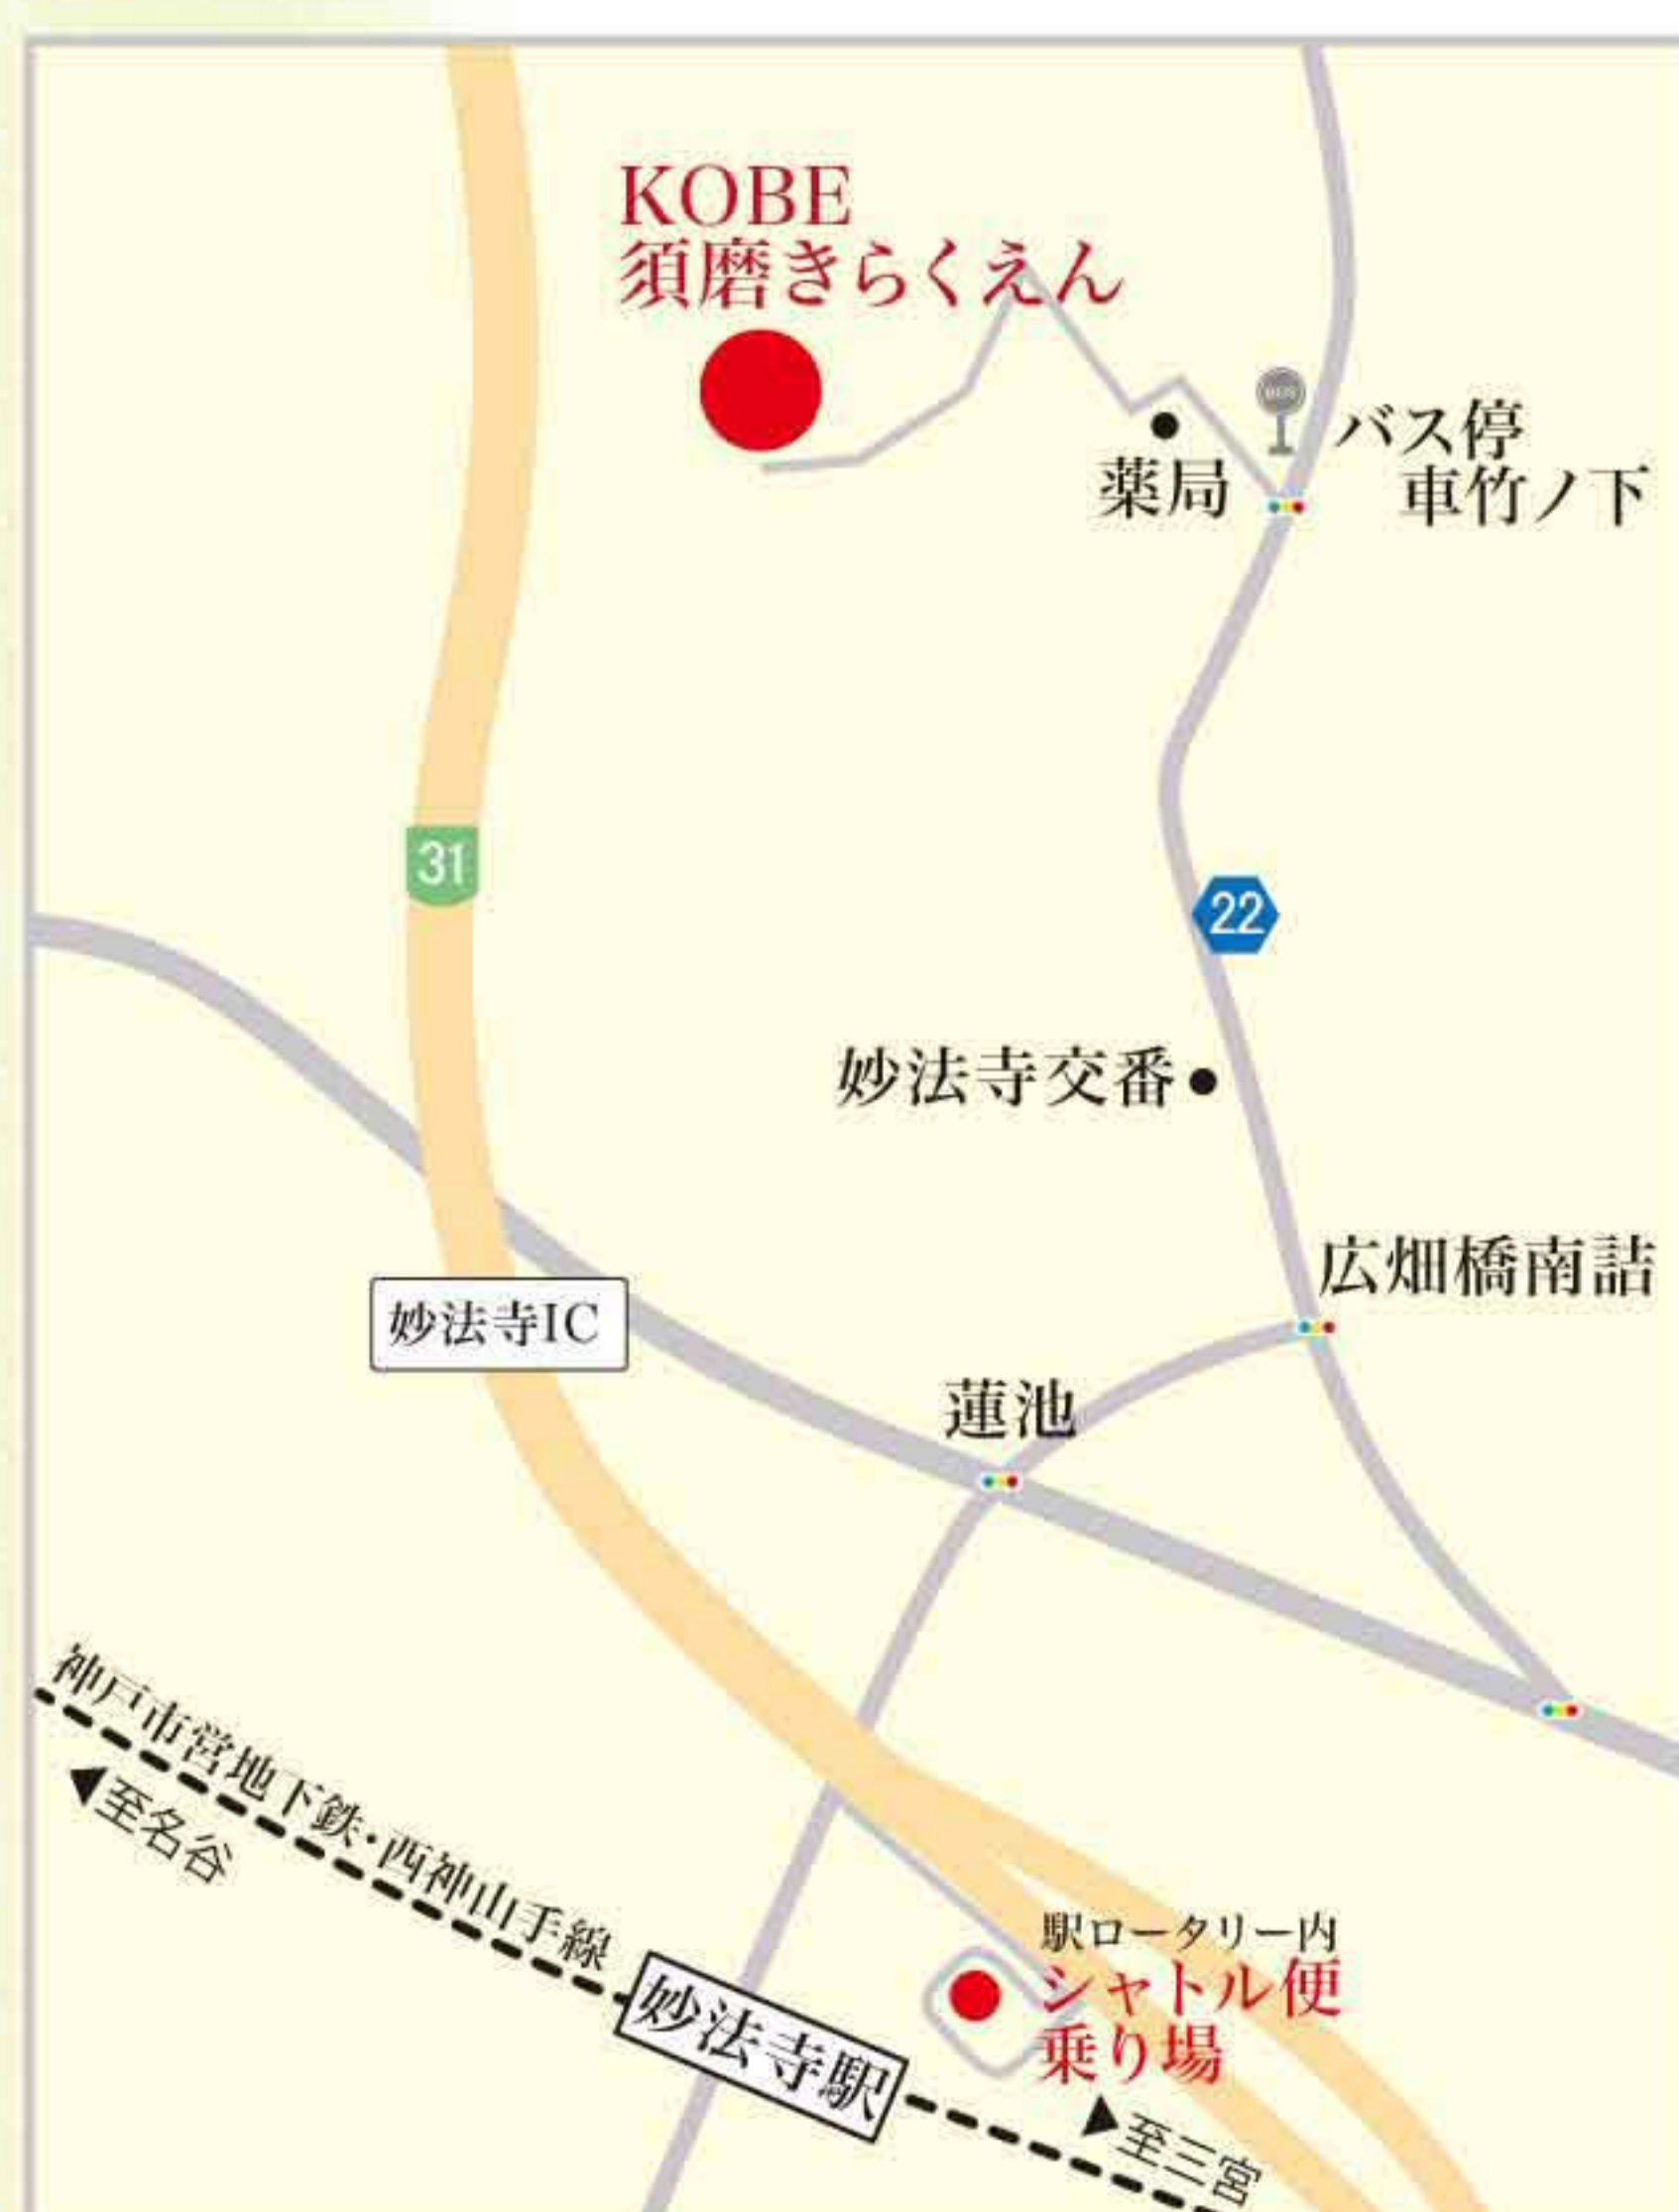 KOBE
須磨きらくえん
バス停
車竹ノ下
薬局
31
22
妙法寺交番
広畑橋南詰
妙法寺IC
蓮池
神戸市営地下鉄・西神山手線
◀至名谷
駅ロータリー内
シャトル便
乗り場
妙法寺駅
▶至三宮